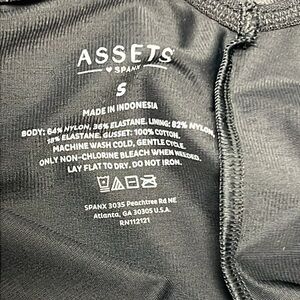 ASSETS
♥ SPANX
S
MADE IN INDONESIA
BODY: 64% NYLON, 36% ELASTANE. LINING: 82% NYLON,
18% ELASTANE. GUSSET: 100% COTTON.
MACHINE WASH COLD, GENTLE CYCLE.
ONLY NON-CHLORINE BLEACH WHEN NEEDED.
LAY FLAT TO DRY. DO NOT IRON.
SPANX 3035 Peachtree Rd NE
Atlanta, GA 30305 U.S.A.
RN112121